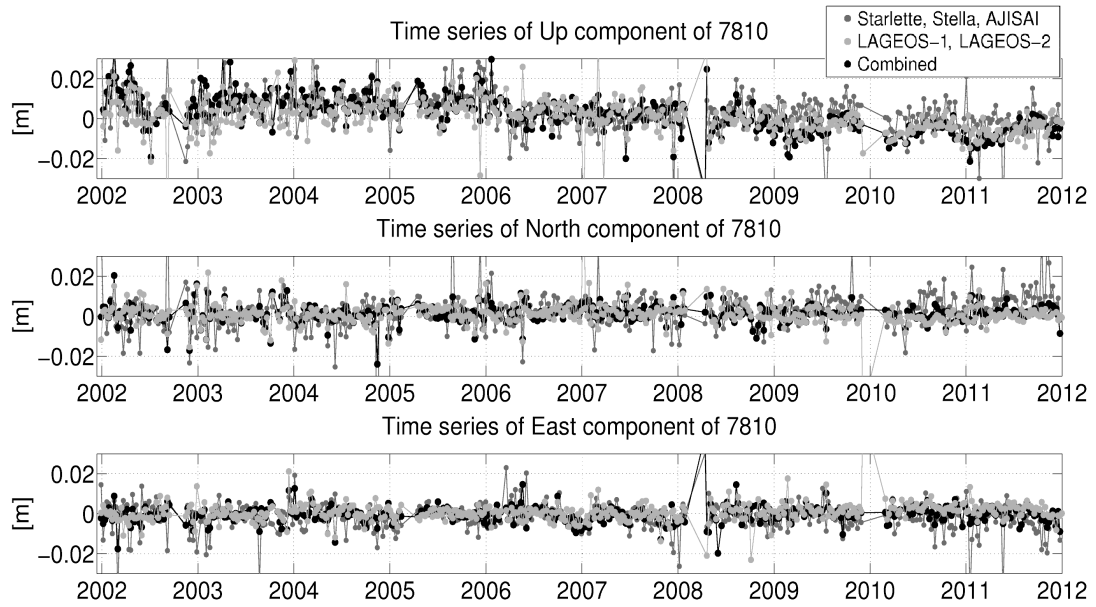 Time series of Up component of 7810
Starlette, Stella, AJISAI
LAGEOS−1, LAGEOS−2
Combined
0.02
0
−0.02
[m]
2002 2003 2004 2005 2006 2007 2008 2009 2010 2011 2012
Time series of North component of 7810
0.02
0
−0.02
[m]
2002 2003 2004 2005 2006 2007 2008 2009 2010 2011 2012
Time series of East component of 7810
0.02
0
−0.02
[m]
2002 2003 2004 2005 2006 2007 2008 2009 2010 2011 2012